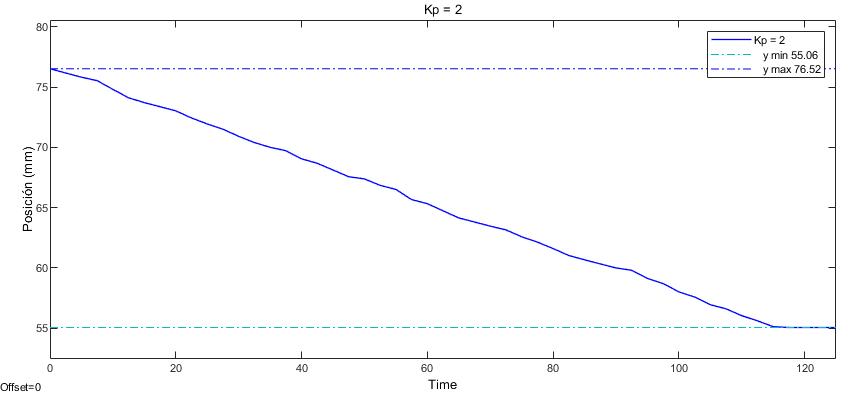 Kp = 2
80
75
70
65
60
55
Posición (mm)
Kp = 2
y min 55.06
y max 76.52
0
20
40
60
80
100
120
Time
Offset=0